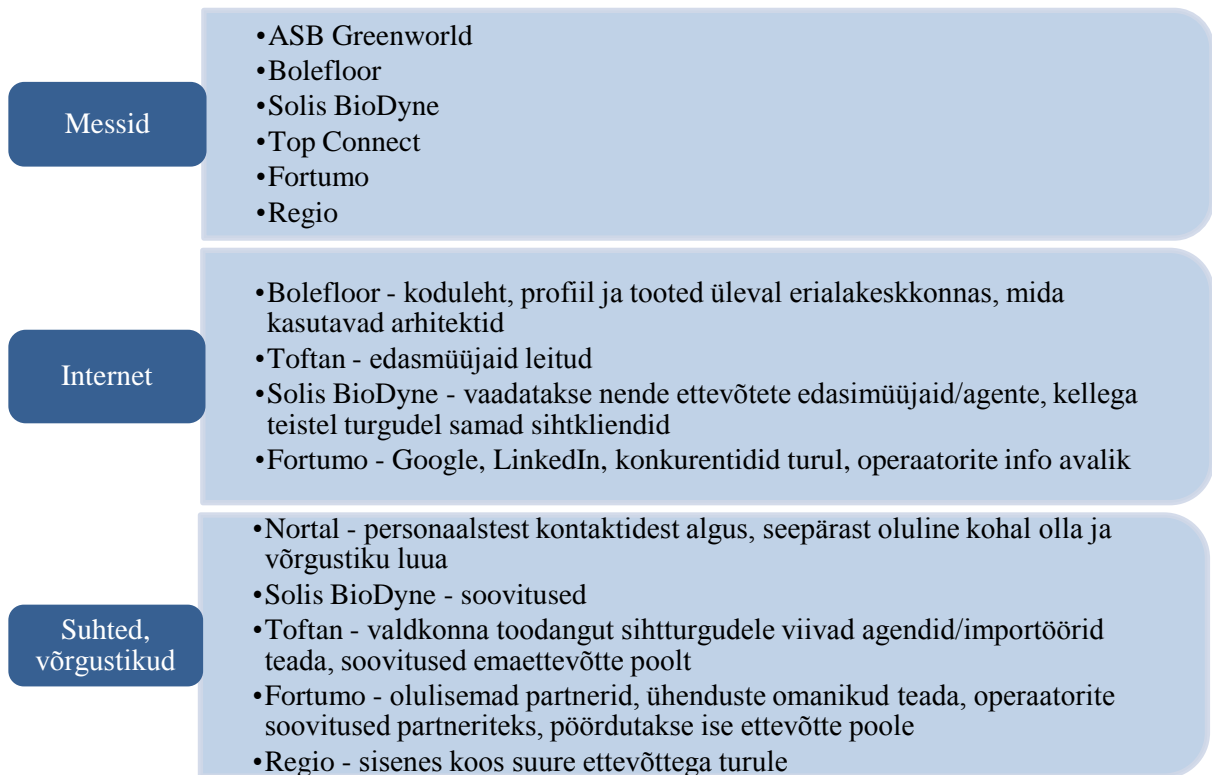 Messid
•ASB Greenworld
•Bolefloor
•Solis BioDyne
•Top Connect
•Fortumo
•Regio
Internet
•Bolefloor - koduleht, profiil ja tooted üleval erialakeskkonnas, mida
kasutavad arhitektid
•Toftan - edasmüüjaid leitud
•Solis BioDyne - vaadatakse nende ettevõtete edasimüüjaid/agente, kellega
teistel turgudel samad sihtkliendid
•Fortumo - Google, LinkedIn, konkurentidid turul, operaatorite info avalik
Suhted,
võrgustikud
•Nortal - personaalstest kontaktidest algus, seepärast oluline kohal olla ja
võrgustiku luua
•Solis BioDyne - soovitused
•Toftan - valdkonna toodangut sihtturgudele viivad agendid/importöörid
teada, soovitused emaettevõtte poolt
•Fortumo - olulisemad partnerid, ühenduste omanikud teada, operaatorite
soovitused partneriteks, pöördutakse ise ettevõtte poole
•Regio - sisenes koos suure ettevõttega turule